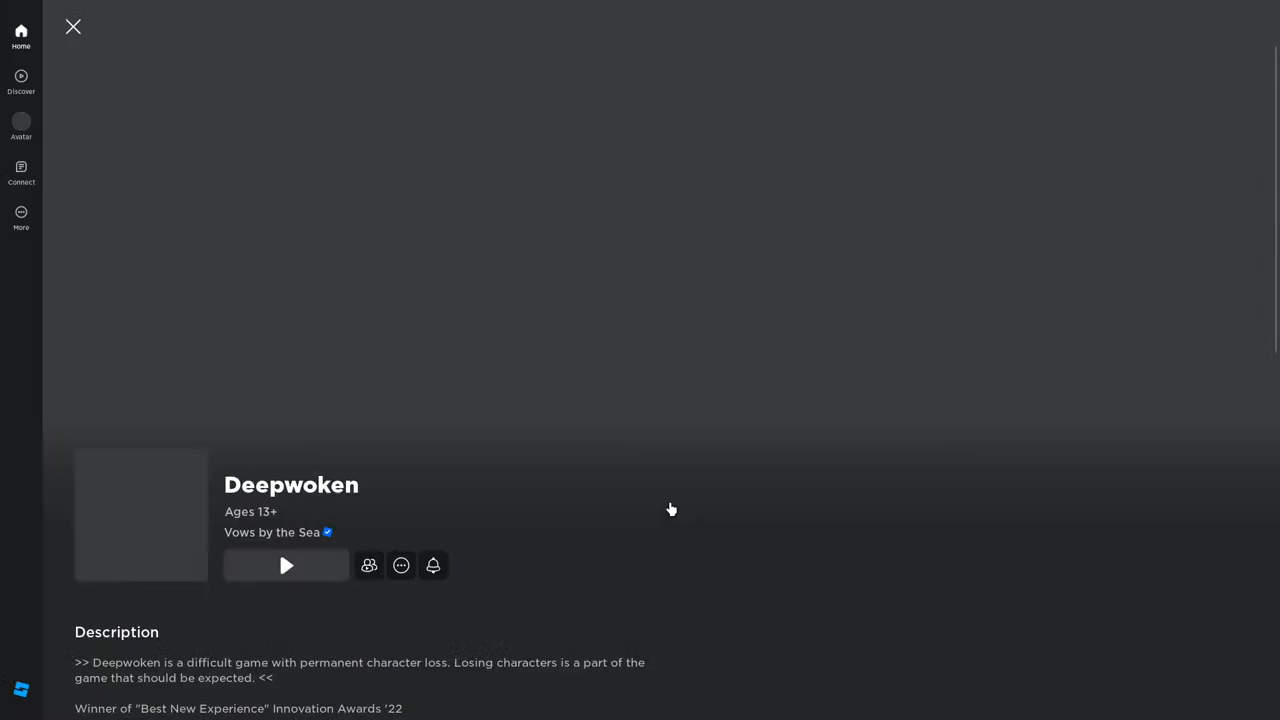 Home
Discover
Avatar
Connect
More
Deepwoken
Ages 13+
Vows by the Sea
Description
>> Deepwoken is a difficult game with permanent character loss. Losing characters is a part of the
game that should be expected. <<
Winner of "Best New Experience" Innovation Awards '22